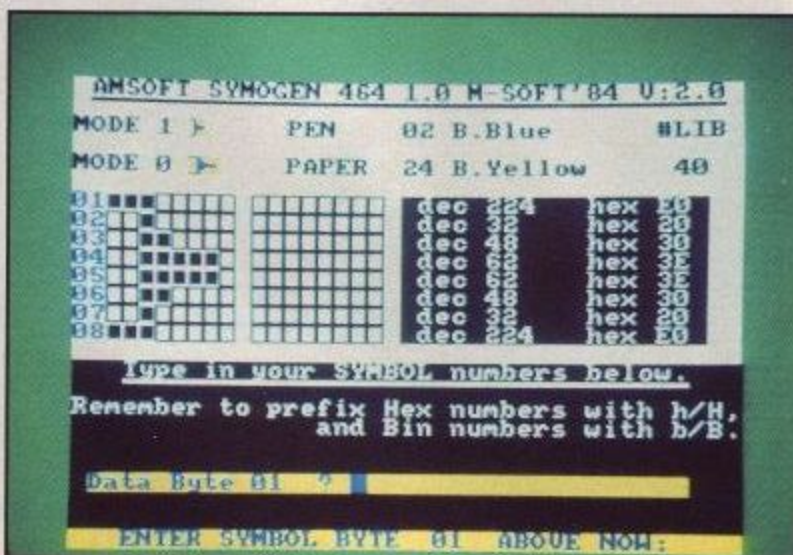 AMSOFT SYMOGEN 464 1.0 M-SOFT'84 V:2.0
MODE 1 PEN 02 B.Blue #LIB
MODE 0 PAPER 24 B.Yellow 40
01 dec 224 hex E0
02 dec 32 hex 20
03 dec 48 hex 30
04 dec 62 hex 3E
05 dec 62 hex 3E
06 dec 48 hex 30
07 dec 32 hex 20
08 dec 224 hex E0
Type in your SYMBOL numbers below.
Remember to prefix Hex numbers with h/H,
and Bin numbers with b/B.
Data Byte 01 ?
ENTER SYMBOL BYTE 01 ABOVE NOW: